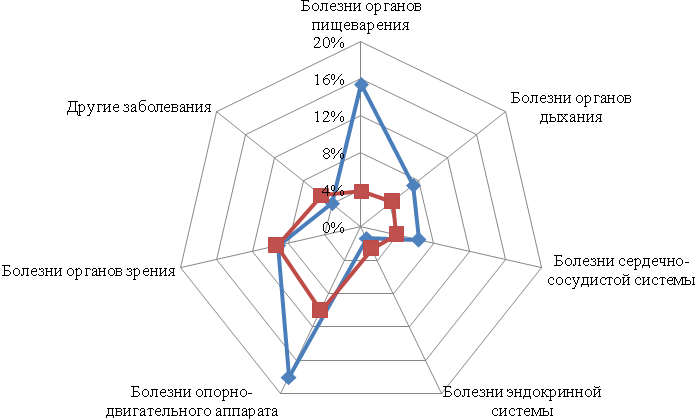 Болезни органов
пищеварения
20%
16%
12%
8%
4%
0%
Болезни органов
дыхания
Болезни сердечно-
сосудистой системы
Болезни эндокринной
системы
Болезни опорно-
двигательного аппарата
Болезни органов зрения
Другие заболевания